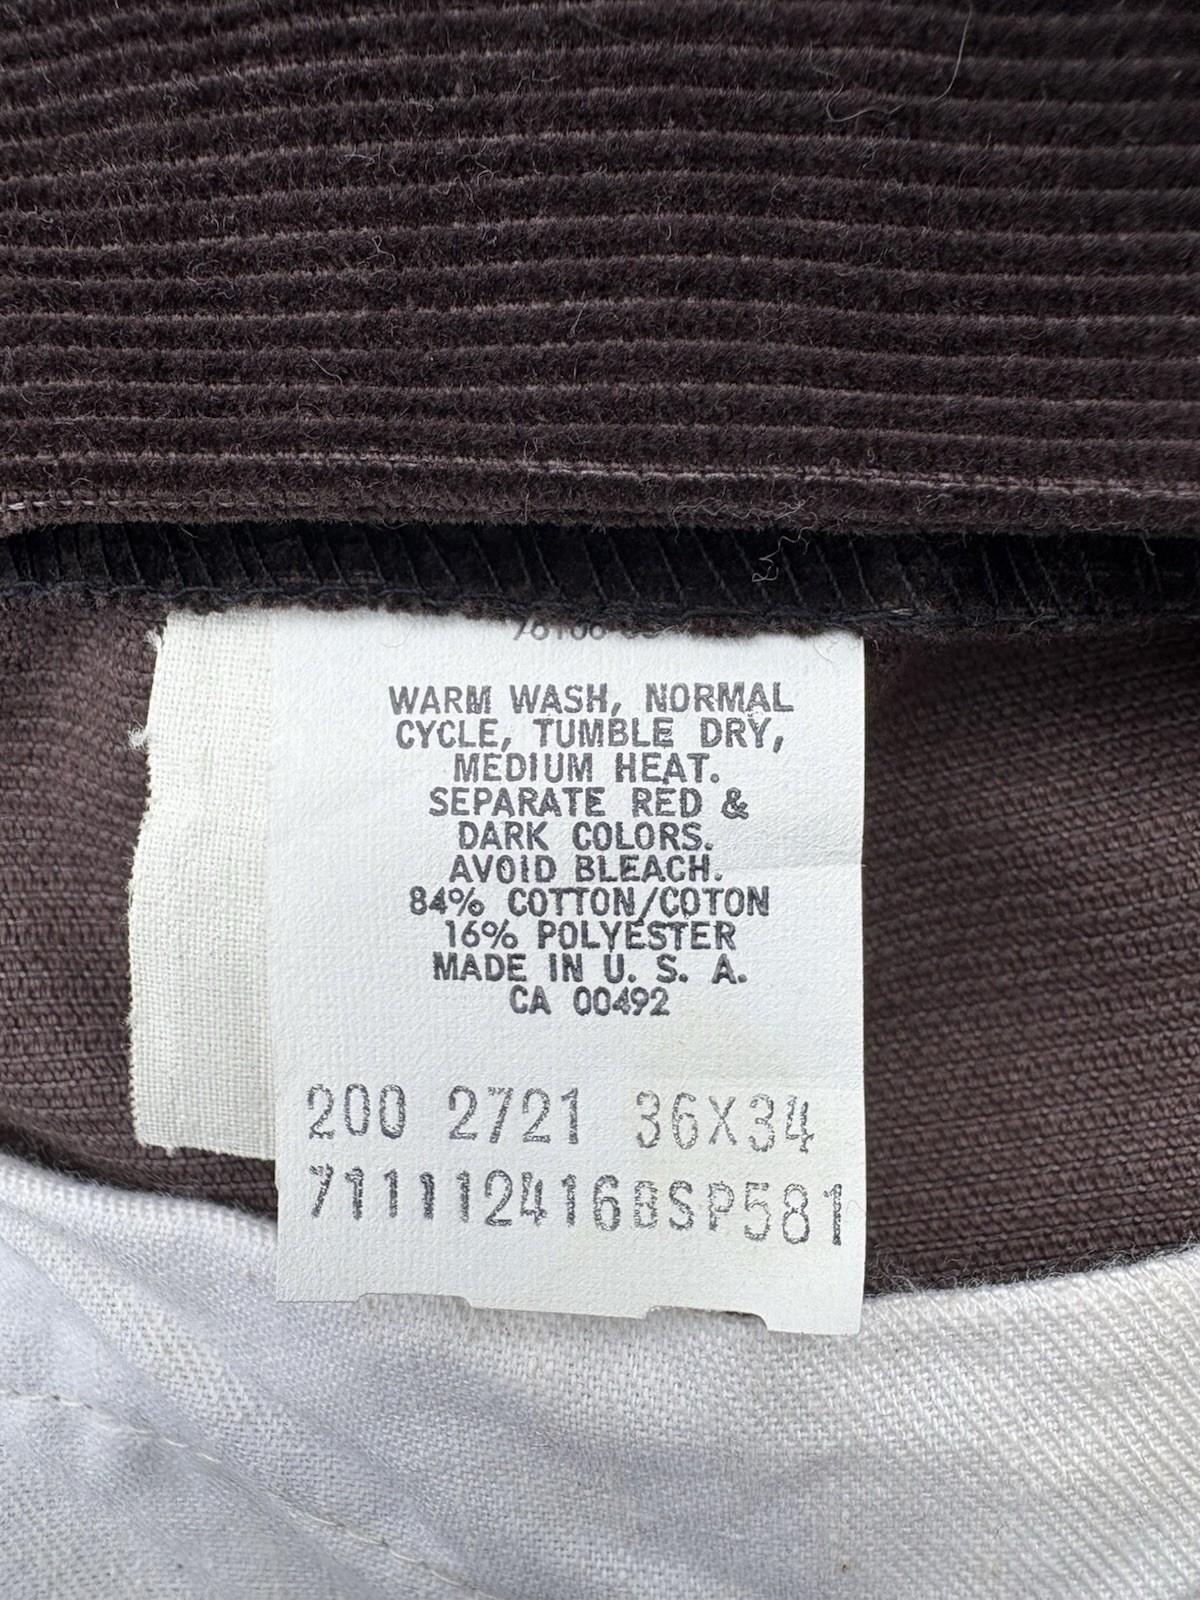 WARM WASH, NORMAL
CYCLE, TUMBLE DRY,
MEDIUM HEAT.
SEPARATE RED &
DARK COLORS.
AVOID BLEACH.
84% COTTON/COTON
16% POLYESTER
MADE IN U. S. A.
CA 00492
200 2721 36X34
7111112416BSP581